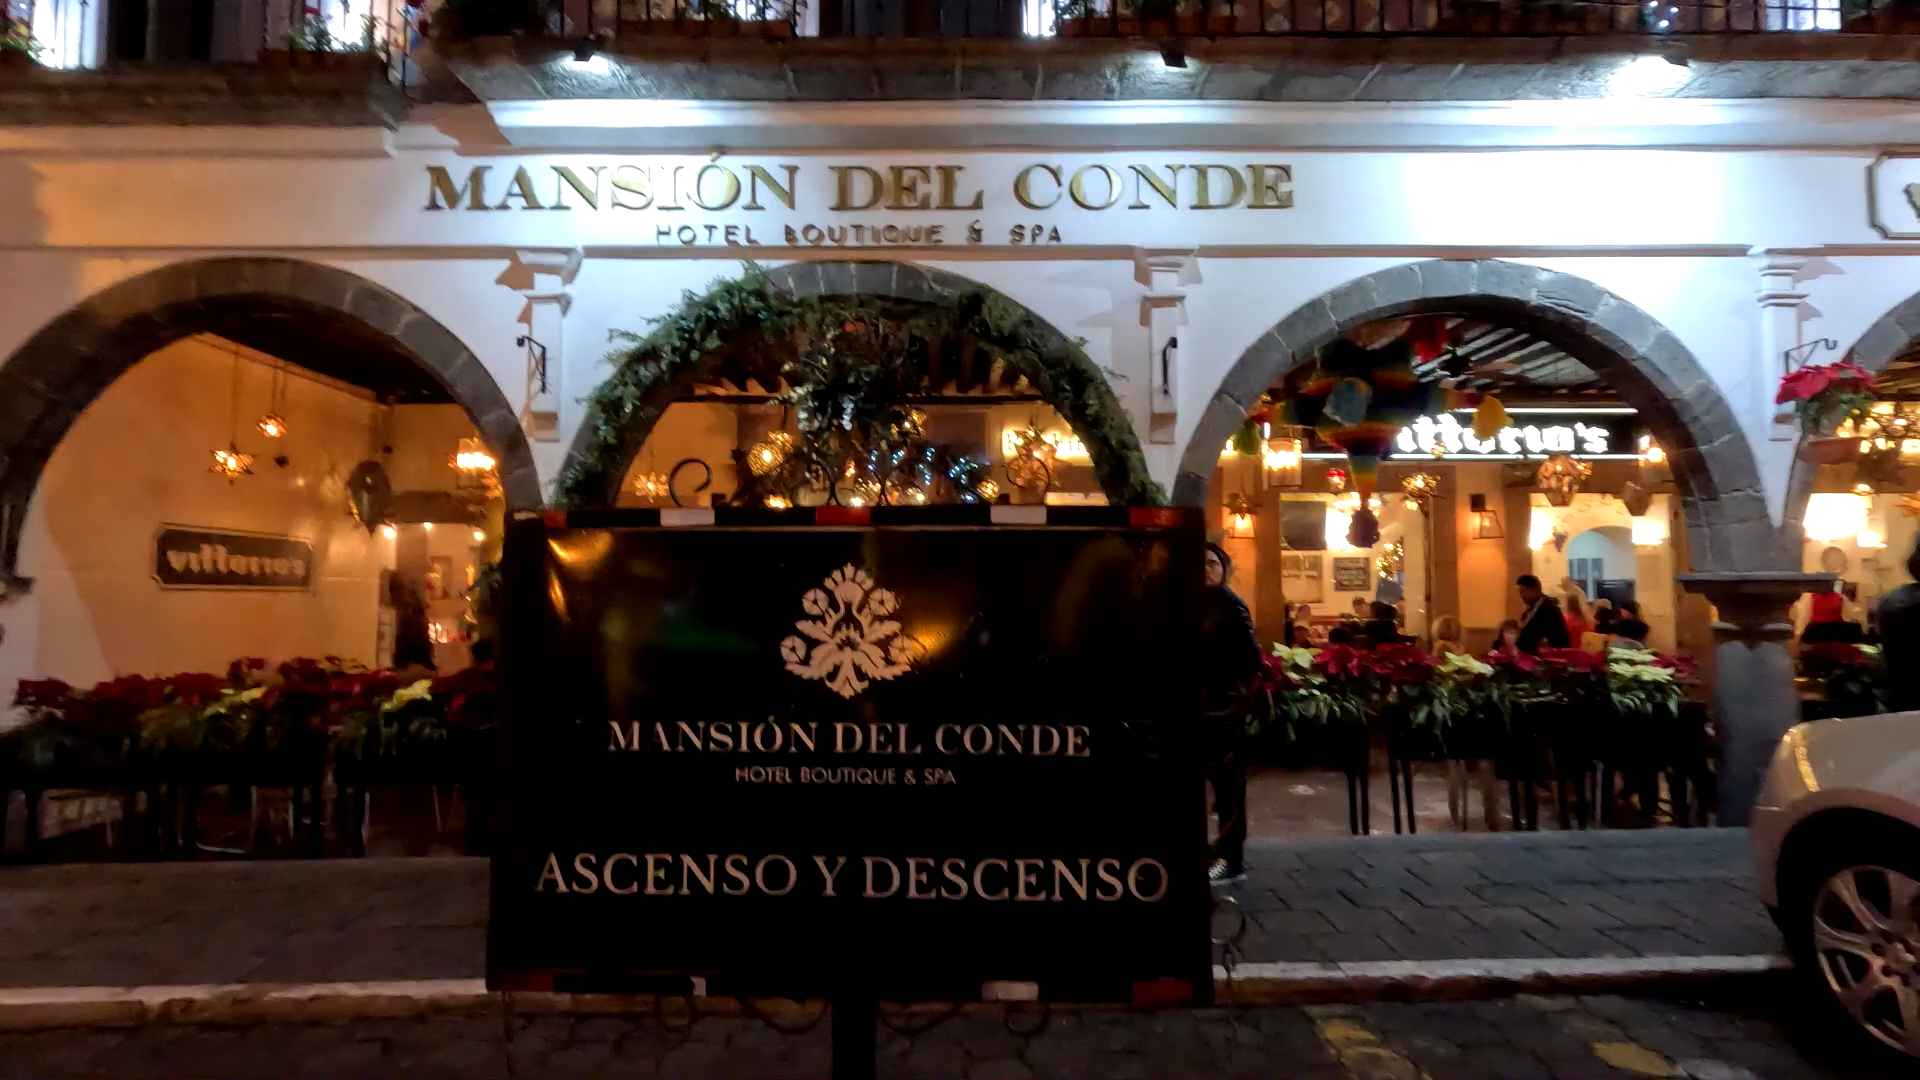 MANSIÓN DEL CONDE
HOTEL BOUTIQUE & SPA
vittorio's
vittorio's
MANSIÓN DEL CONDE
HOTEL BOUTIQUE & SPA
ASCENSO Y DESCENSO